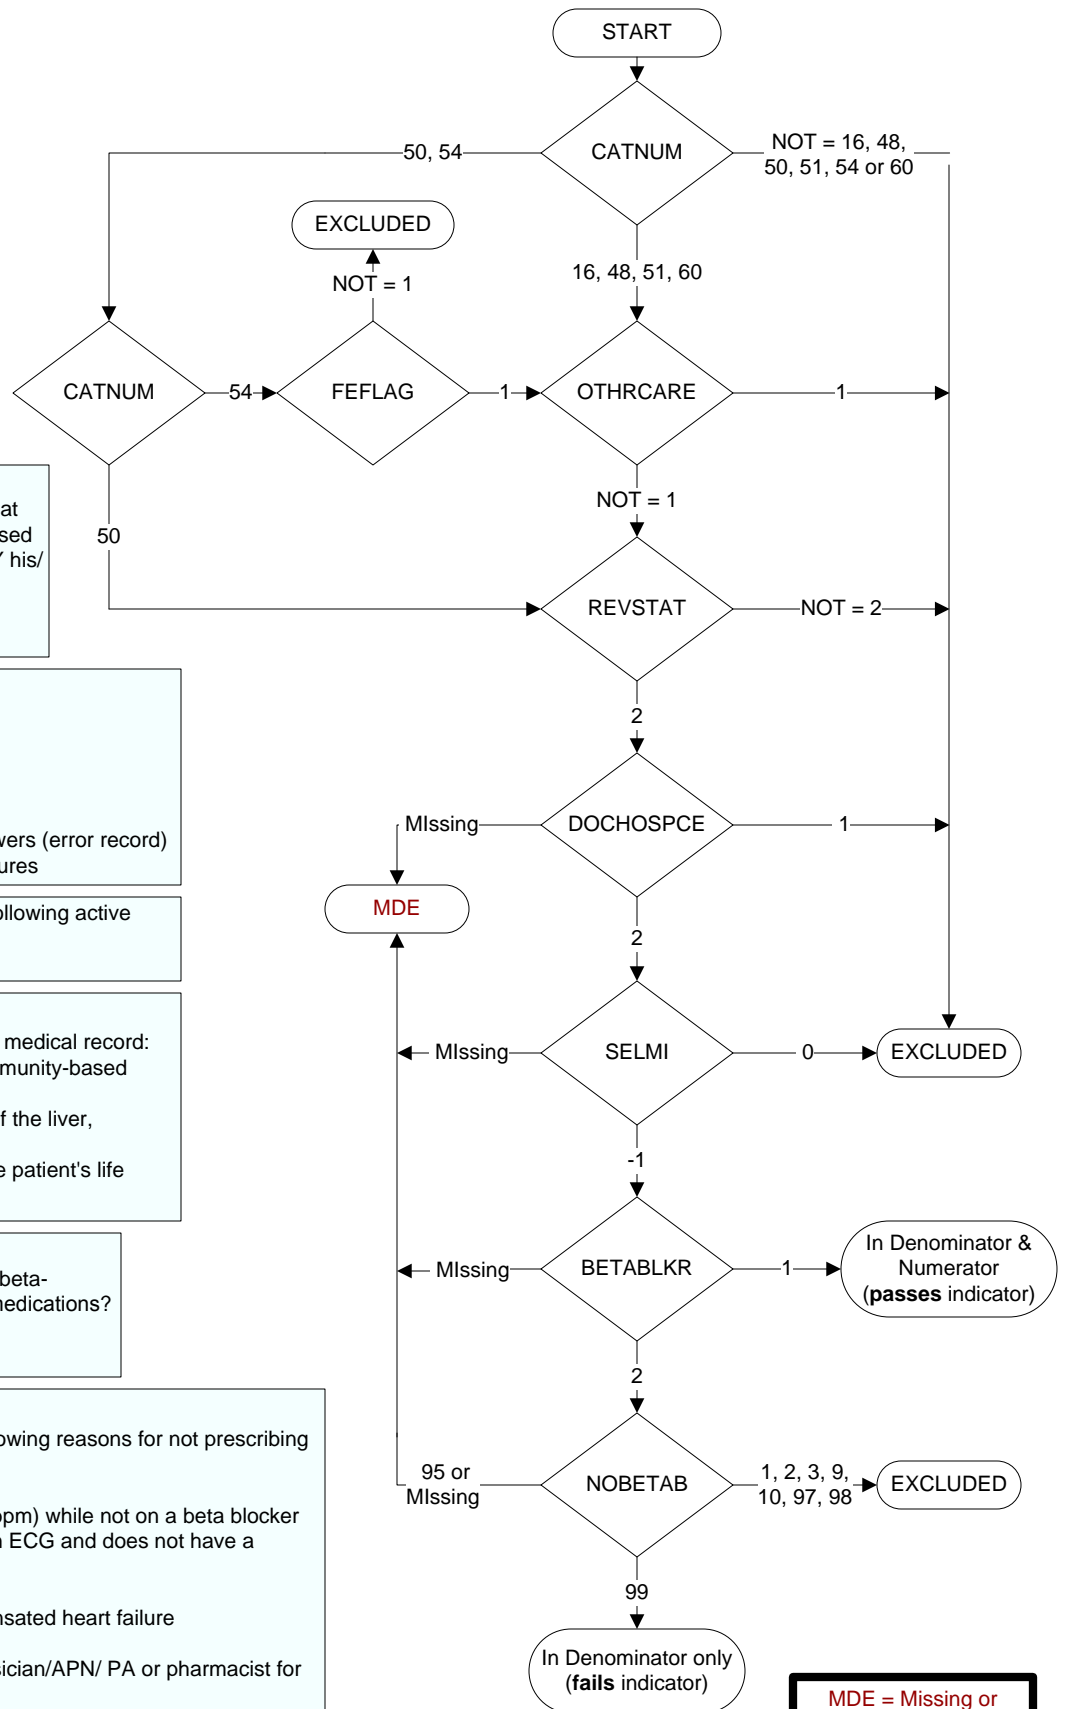 START
CATNUM
50, 54
NOT = 16, 48,
50, 51, 54 or 60
EXCLUDED
NOT = 1
16, 48, 51, 60
CATNUM
54
FEFLAG
1
OTHRCARE
1
NOT = 1
50
at
sed
his/
REVSTAT
NOT = 2
2
wers (error record)
ures
MIssing
DOCHOSPCE
1
MDE
ollowing active
2
medical record:
mmunity-based
f the liver,
e patient's life
MIssing
SELMI
0
EXCLUDED
-1
beta-
medications?
MIssing
BETABLKR
1
In Denominator &
Numerator
(passes indicator)
2
owing reasons for not prescribing
opm) while not on a beta blocker
n ECG and does not have a
nsated heart failure
sician/APN/ PA or pharmacist for
95 or
MIssing
NOBETAB
1, 2, 3, 9,
10, 97, 98
EXCLUDED
99
In Denominator only
(fails indicator)
MDE = Missing or